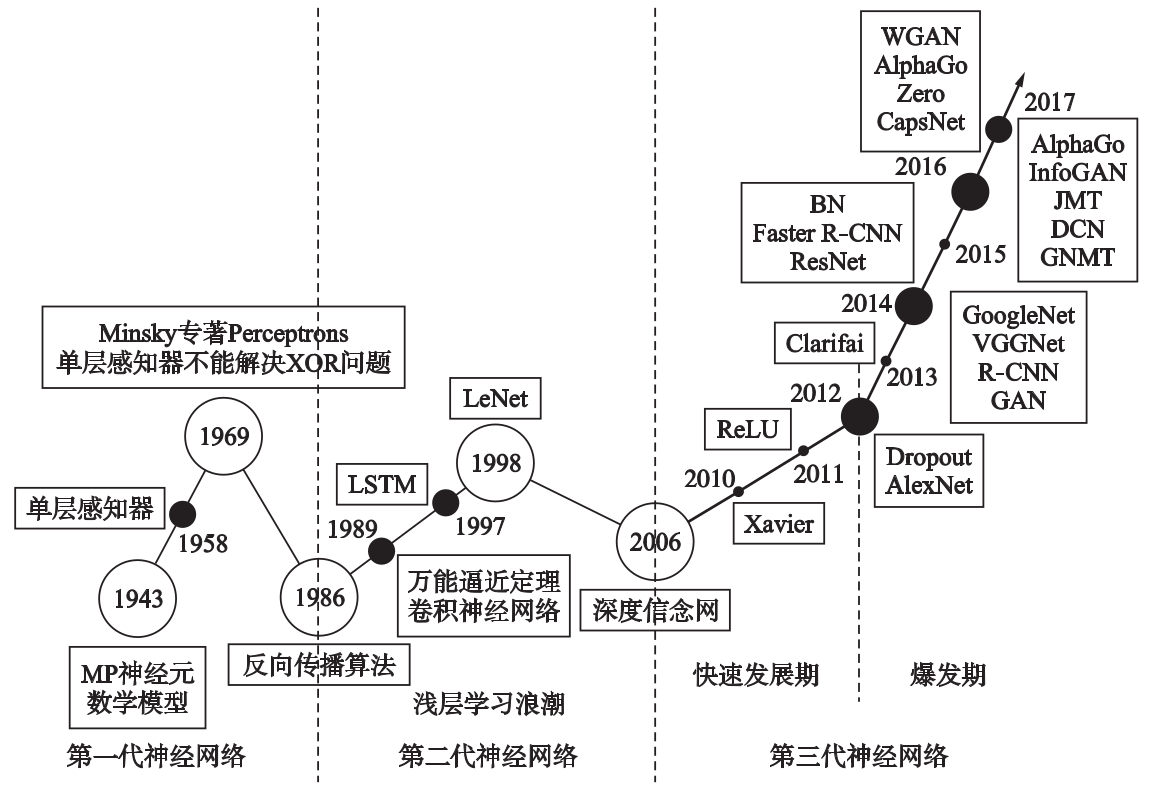 Minsky专著Perceptrons
单层感知器不能解决XOR问题
1969
单层感知器
1958
1943
MP神经元
数学模型
第一代神经网络
1986
反向传播算法
1989
万能逼近定理
卷积神经网络
LSTM
1997
LeNet
1998
浅层学习浪潮
第二代神经网络
2006
深度信念网
2010
Xavier
ReLU
2011
2012
Dropout
AlexNet
Clarifai
2013
2014
GoogleNet
VGGNet
R-CNN
GAN
BN
Faster R-CNN
ResNet
2015
2016
AlphaGo
InfoGAN
JMT
DCN
GNMT
WGAN
AlphaGo
Zero
CapsNet
2017
快速发展期
爆发期
第三代神经网络